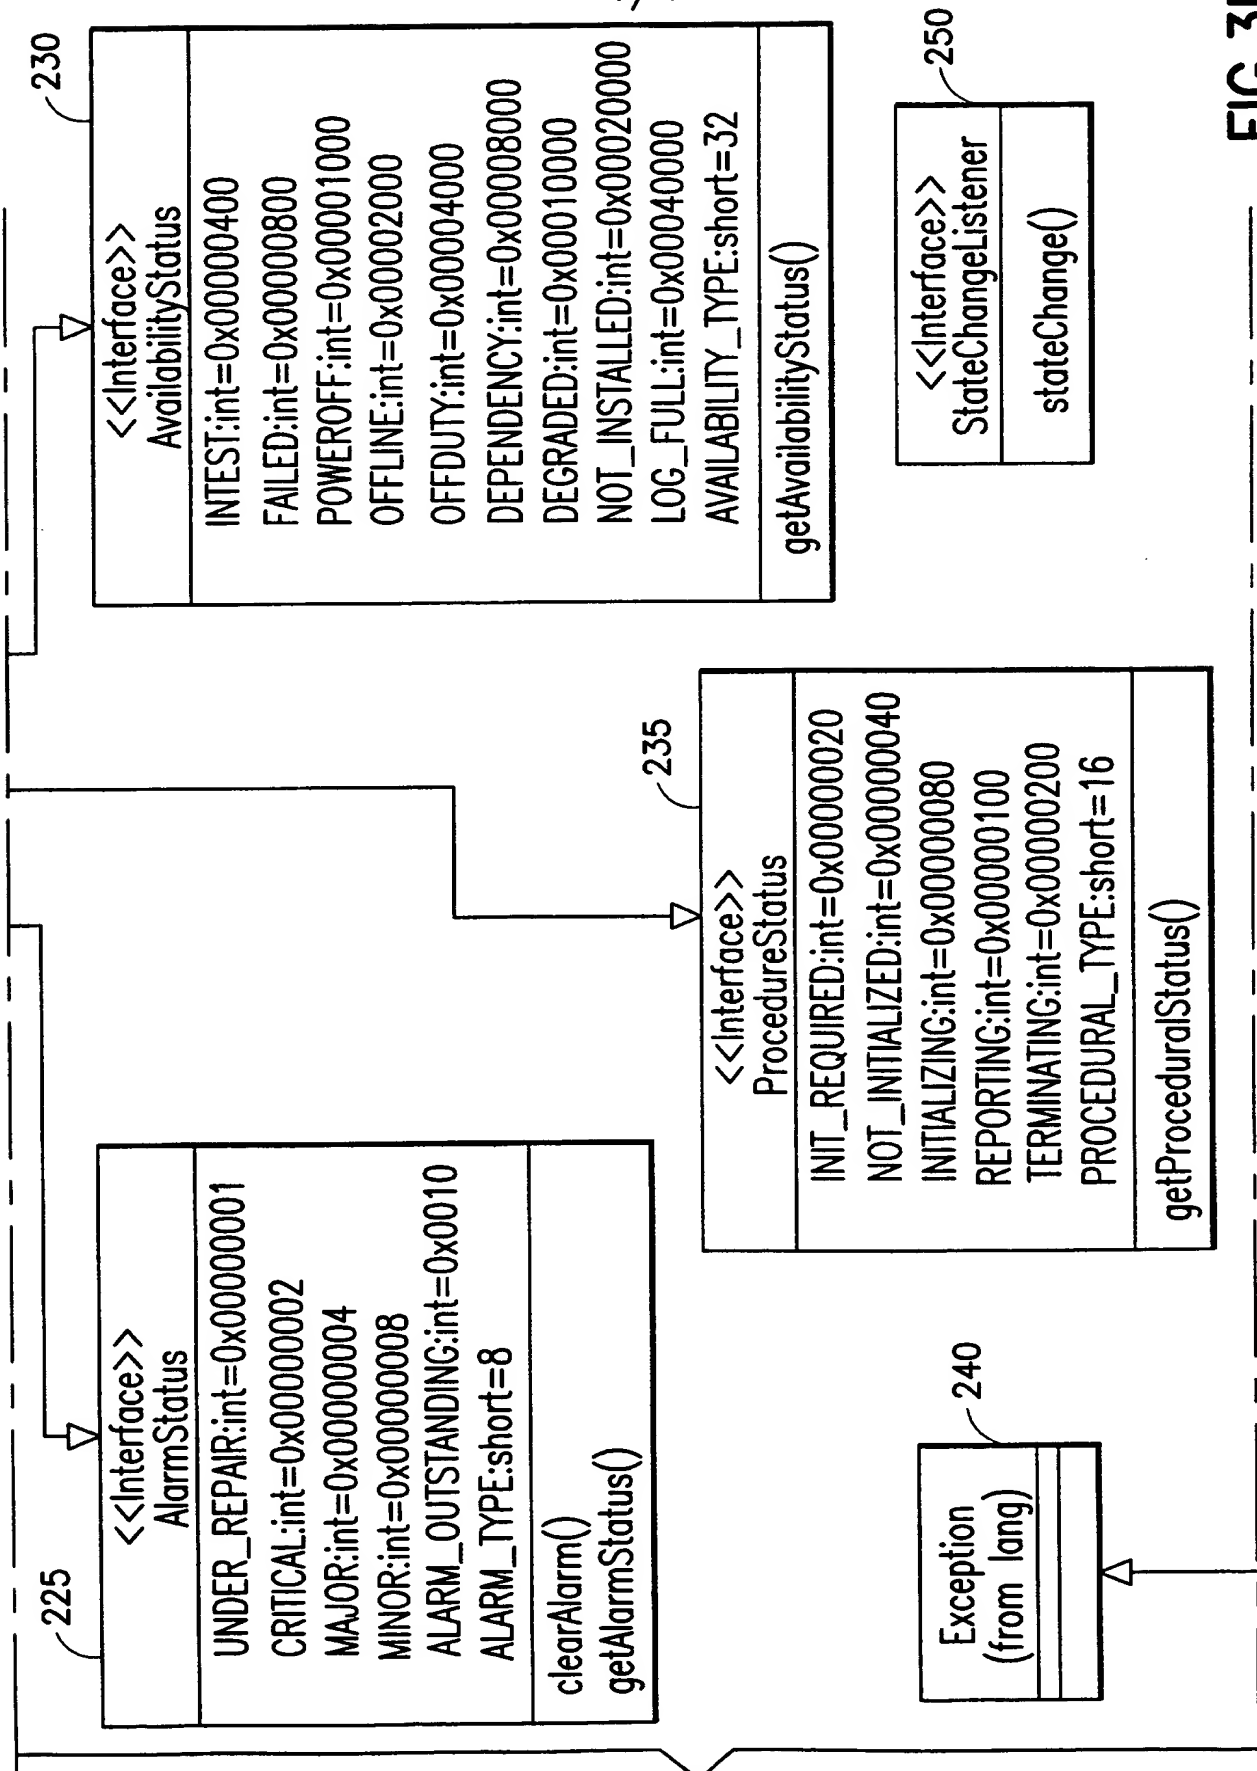 225
<<Interface>>
AlarmStatus
UNDER_REPAIR:int=0x00000001
CRITICAL:int=0x00000002
MAJOR:int=0x00000004
MINOR:int=0x00000008
ALARM_OUTSTANDING:int=0x0010
ALARM_TYPE:short=8
clearAlarm()
getAlarmStatus()
230
<<Interface>>
AvailabilityStatus
INTEST:int=0x00000400
FAILED:int=0x0000800
POWEROFF:int=0x00001000
OFFLINE:int=0x00002000
OFFDUTY:int=0x00004000
DEPENDENCY:int=0x00008000
DEGRADED:int=0x00010000
NOT_INSTALLED:int=0x00020000
LOG_FULL:int=0x00040000
AVAILABILITY_TYPE:short=32
getAvailabilityStatus()
235
<<Interface>>
ProcedureStatus
INIT_REQUIRED:int=0x00000020
NOT_INITIALIZED:int=0x00000040
INITIALIZING:int=0x00000080
REPORTING:int=0x00000100
TERMINATING:int=0x00000200
PROCEDURAL_TYPE:short=16
getProceduralStatus()
240
Exception
(from lang)
250
<<Interface>>
StateChangeListener
stateChange()